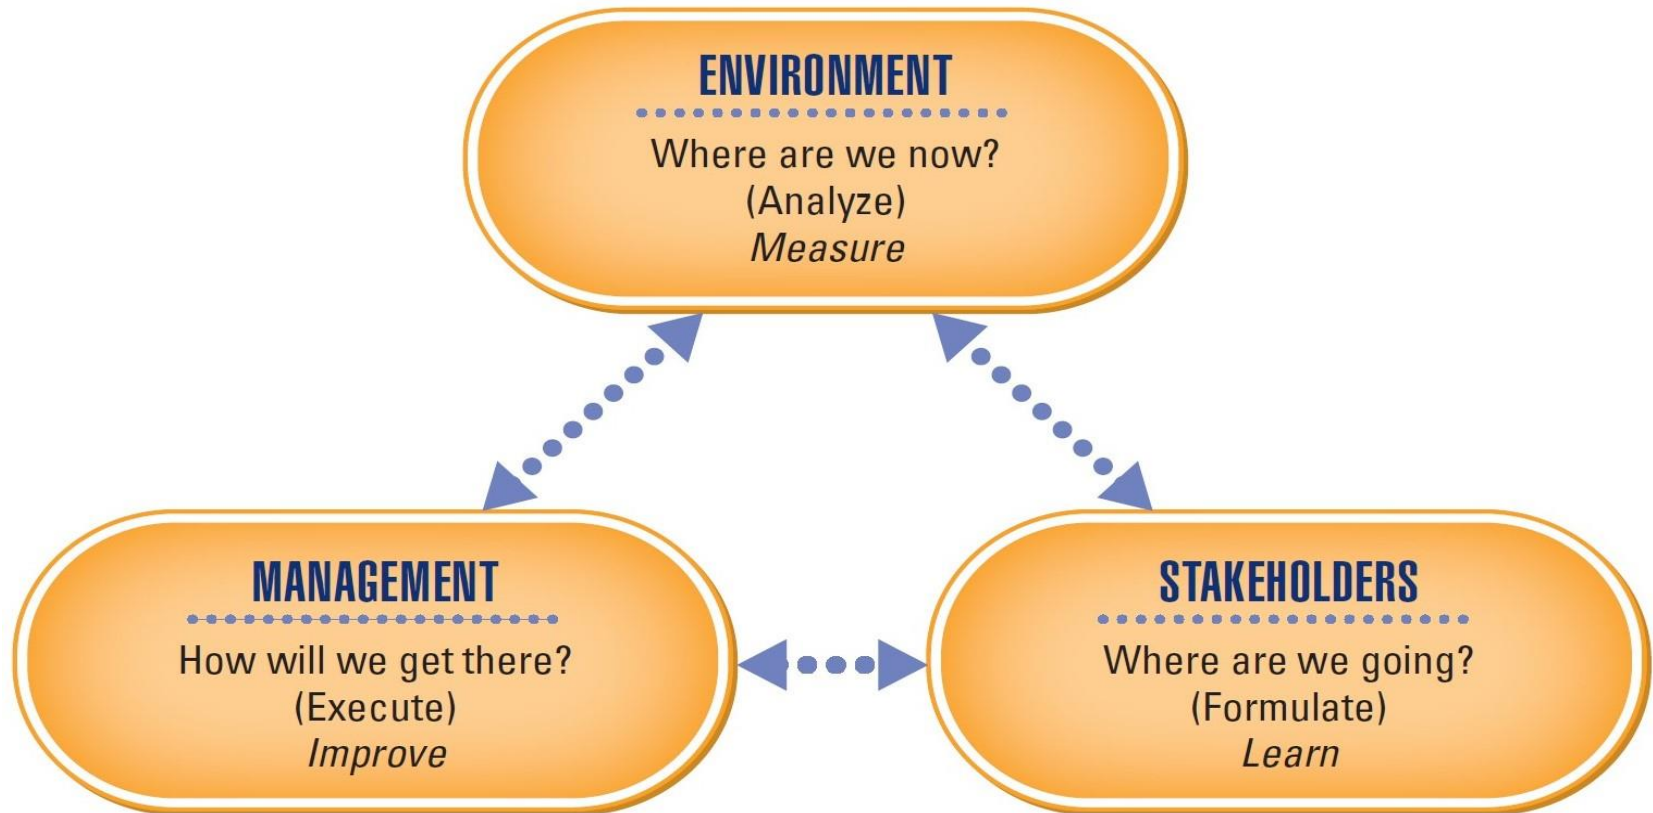 ENVIRONMENT
Where are we now?
(Analyze)
Measure
MANAGEMENT
How will we get there?
(Execute)
Improve
STAKEHOLDERS
Where are we going?
(Formulate)
Learn